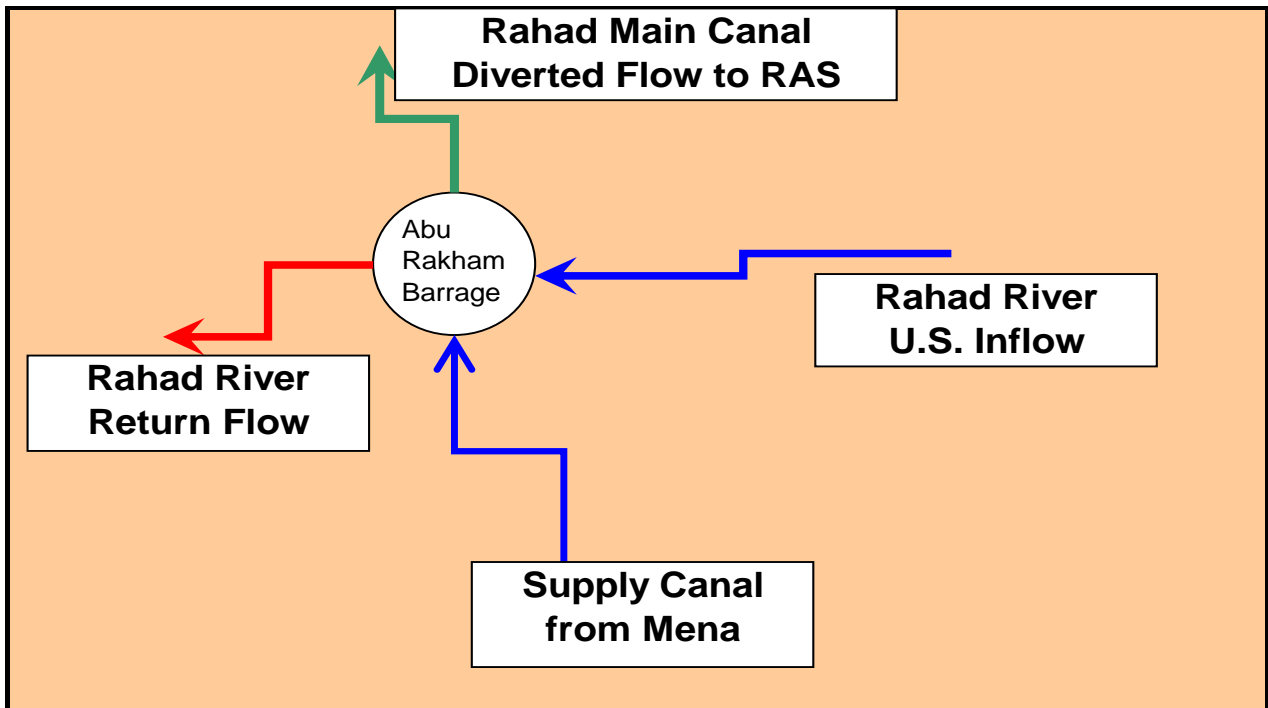 Rahad Main Canal
Diverted Flow to RAS
Abu
Rakham
Barrage
Rahad River
U.S. Inflow
Rahad River
Return Flow
Supply Canal
from Mena